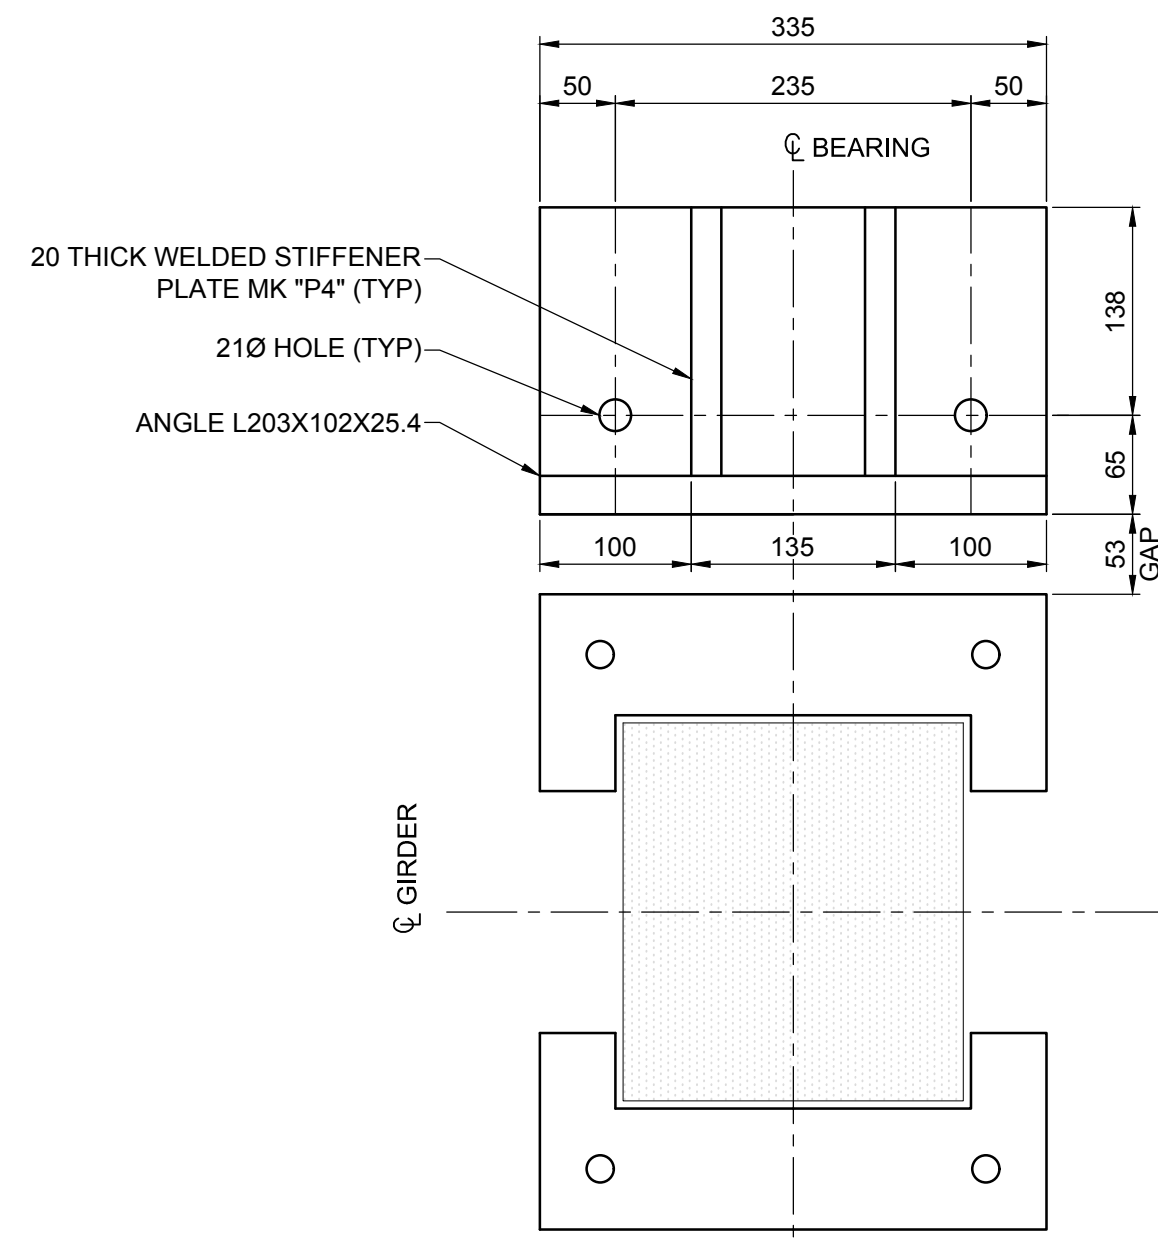 335
50
235
50
℄ BEARING
20 THICK WELDED STIFFENER
PLATE MK "P4" (TYP)
138
21Ø HOLE (TYP)
ANGLE L203X102X25.4
65
100
135
100
53
GAP
℄ GIRDER